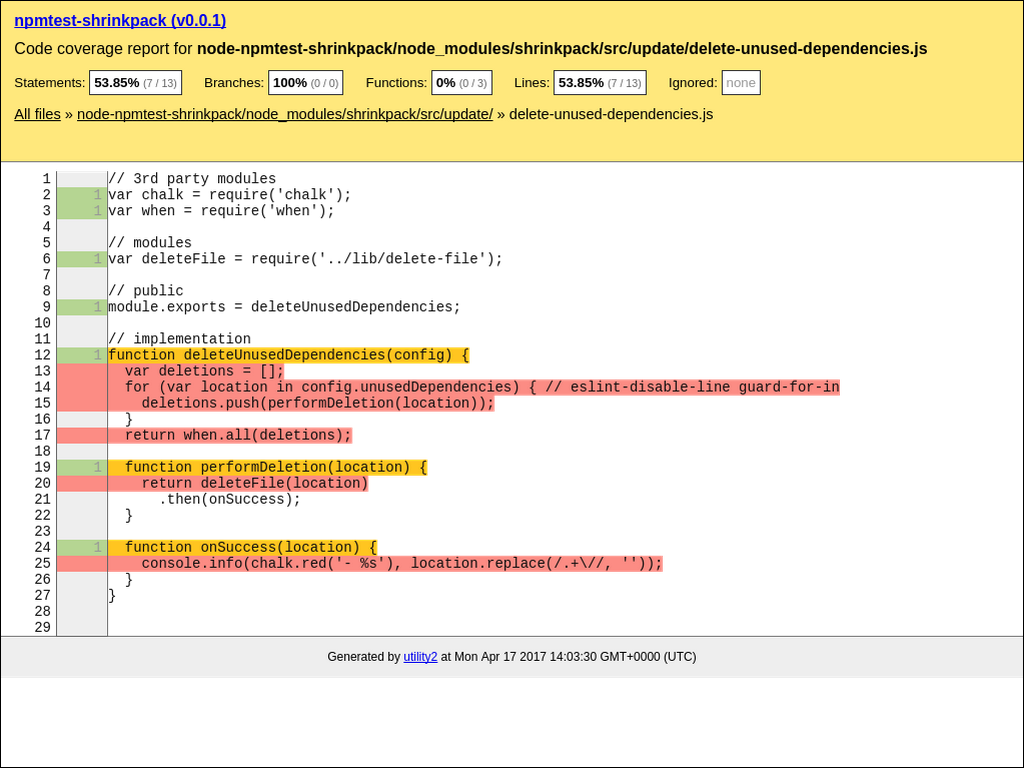 npmtest-shrinkpack (v0.0.1)
Code coverage report for node-npmtest-shrinkpack/node_modules/shrinkpack/src/update/delete-unused-dependencies.js
Statements: 53.85% (7 / 13) Branches: 100% (0 / 0) Functions: 0% (0 / 3) Lines: 53.85% (7 / 13) Ignored: none
All files » node-npmtest-shrinkpack/node_modules/shrinkpack/src/update/ » delete-unused-dependencies.js
1 // 3rd party modules
2 1 var chalk = require('chalk');
3 1 var when = require('when');
4
5 // modules
6 1 var deleteFile = require('../lib/delete-file');
7
8 // public
9 1 module.exports = deleteUnusedDependencies;
10
11 // implementation
12 1 function deleteUnusedDependencies(config) {
13 var deletions = [];
14 for (var location in config.unusedDependencies) { // eslint-disable-line guard-for-in
15 deletions.push(performDeletion(location));
16 }
17 return when.all(deletions);
18
19 1 function performDeletion(location) {
20 return deleteFile(location)
21 .then(onSuccess);
22 }
23
24 1 function onSuccess(location) {
25 console.info(chalk.red('- %s'), location.replace(/.+\//, ''));
26 }
27 }
28
29
Generated by utility2 at Mon Apr 17 2017 14:03:30 GMT+0000 (UTC)